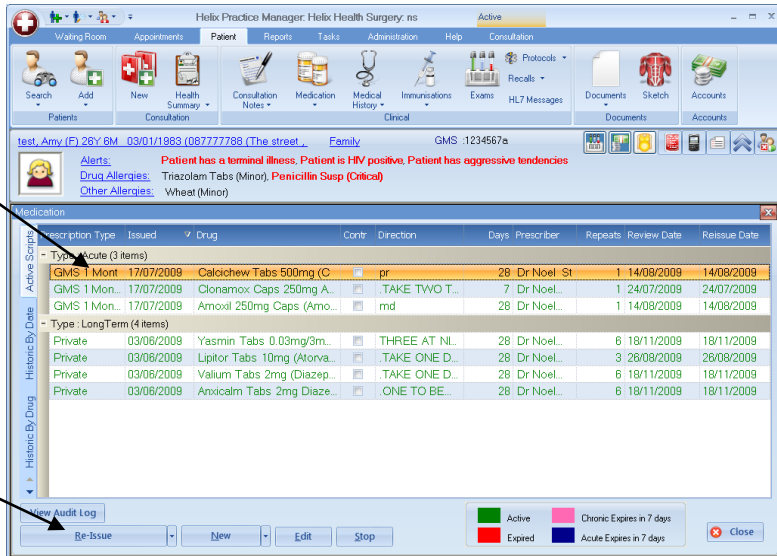 Helix Practice Manager: Helix Health Surgery: ns
Active
Waiting Room Appointments Patient Reports Tasks Administration Help Consultation
Search Add New Health Summary Consultation Notes Medication Medical History Immunisations Exams Protocols Recalls HL7 Messages Documents Sketch Accounts
Patients Consultation Clinical Documents Accounts
test, Amy (F) 26Y 6M 03/01/1983 (087777788 (The street , Family GMS :1234567a
Alerts: Patient has a terminal illness, Patient is HIV positive, Patient has aggressive tendencies
Drug Allergies: Triazolam Tabs (Minor), Penicillin Susp (Critical)
Other Allergies: Wheat (Minor)
Medication
Active Scripts
Historic By Date
Historic By Drug
Prescription Type Issued Drug Contr Direction Days Prescriber Repeats Review Date Reissue Date
- Type : Acute (3 items)
GMS 1 Mont 17/07/2009 Calcichew Tabs 500mg (C pr 28 Dr Noel St 1 14/08/2009 14/08/2009
GMS 1 Mon... 17/07/2009 Clonamox Caps 250mg A... .TAKE TWO T... 7 Dr Noel... 1 24/07/2009 24/07/2009
GMS 1 Mon... 17/07/2009 Amoxil 250mg Caps (Amo... md 28 Dr Noel... 1 14/08/2009 14/08/2009
- Type : LongTerm (4 items)
Private 03/06/2009 Yasmin Tabs 0.03mg/3m... THREE AT NI... 28 Dr Noel... 6 18/11/2009 18/11/2009
Private 03/06/2009 Lipitor Tabs 10mg (Atorva... .TAKE ONE D... 28 Dr Noel... 3 26/08/2009 26/08/2009
Private 03/06/2009 Valium Tabs 2mg (Diazep... .TAKE ONE D... 28 Dr Noel... 6 18/11/2009 18/11/2009
Private 03/06/2009 Anxicalm Tabs 2mg Diaze... .ONE TO BE... 28 Dr Noel... 6 18/11/2009 18/11/2009
View Audit Log
Re-Issue New Edit Stop
Active Chronic Expires in 7 days
Expired Acute Expires in 7 days
Close